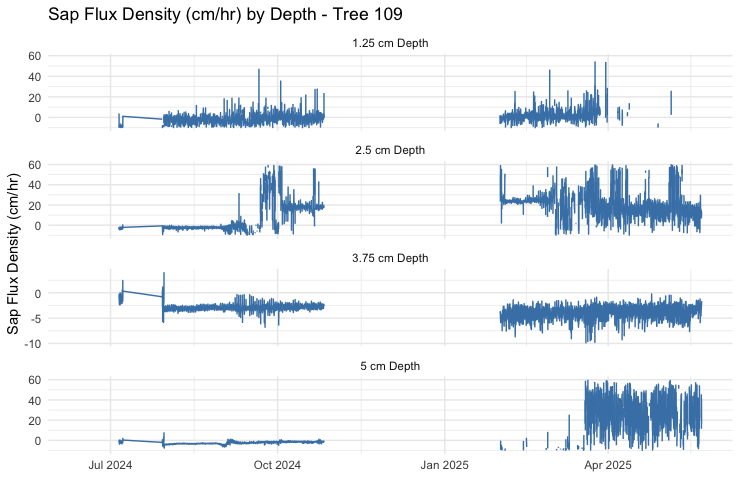 Sap Flux Density (cm/hr) by Depth - Tree 109
1.25 cm Depth
60
40
20
0
2.5 cm Depth
60
40
20
0
Sap Flux Density (cm/hr)
3.75 cm Depth
0
-5
-10
5 cm Depth
60
40
20
0
Jul 2024 Oct 2024 Jan 2025 Apr 2025